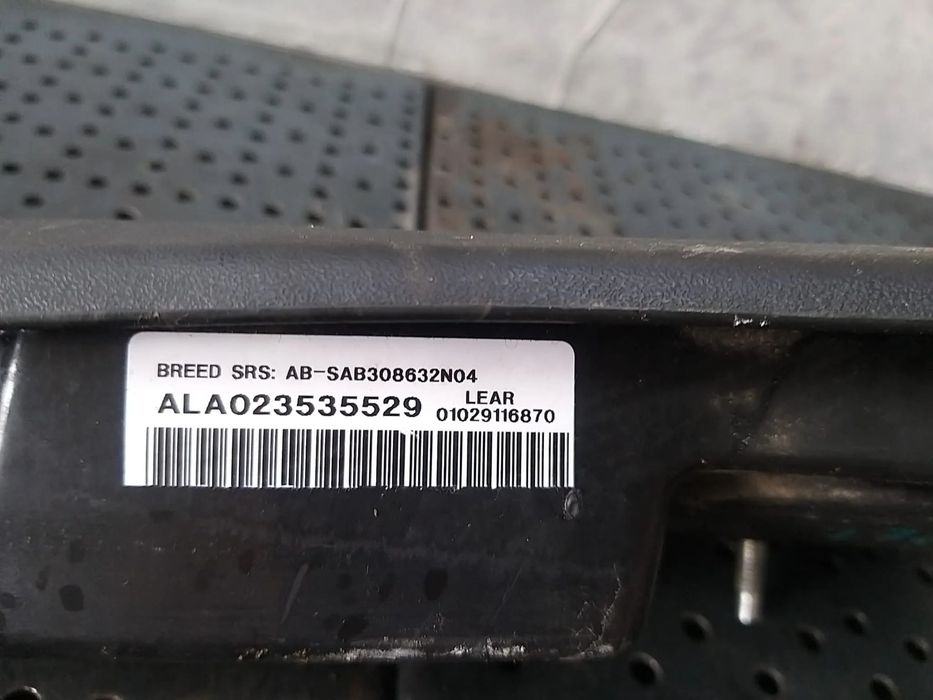 BREED SRS: AB-SAB308632N04
ALA023535529
LEAR
01029116870